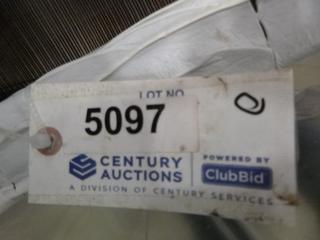 LOT NO
5097
CENTURY
AUCTIONS
POWERED BY
ClubBid
A DIVISION OF CENTURY SERVICES